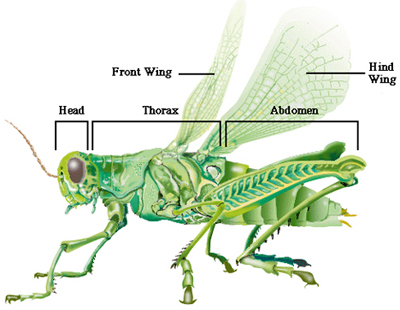 Front Wing
Hind
Wing
Head
Thorax
Abdomen